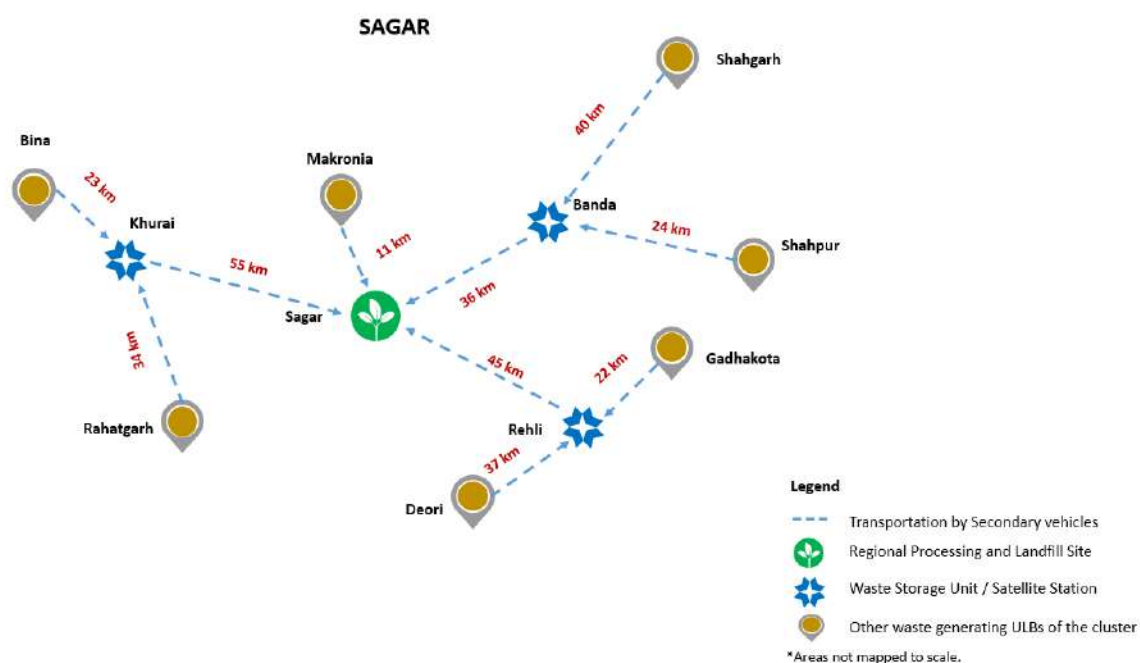 SAGAR
Shahgarh
40 km
Bina
23 km
Makronia
Khurai
Banda
24 km
Shahpur
11 km
55 km
36 km
Sagar
34 km
45 km
22 km
Gadhakota
Rahatgarh
Rehli
37 km
Deori
Legend
Transportation by Secondary vehicles
Regional Processing and Landfill Site
Waste Storage Unit / Satellite Station
Other waste generating ULBs of the cluster
*Areas not mapped to scale.